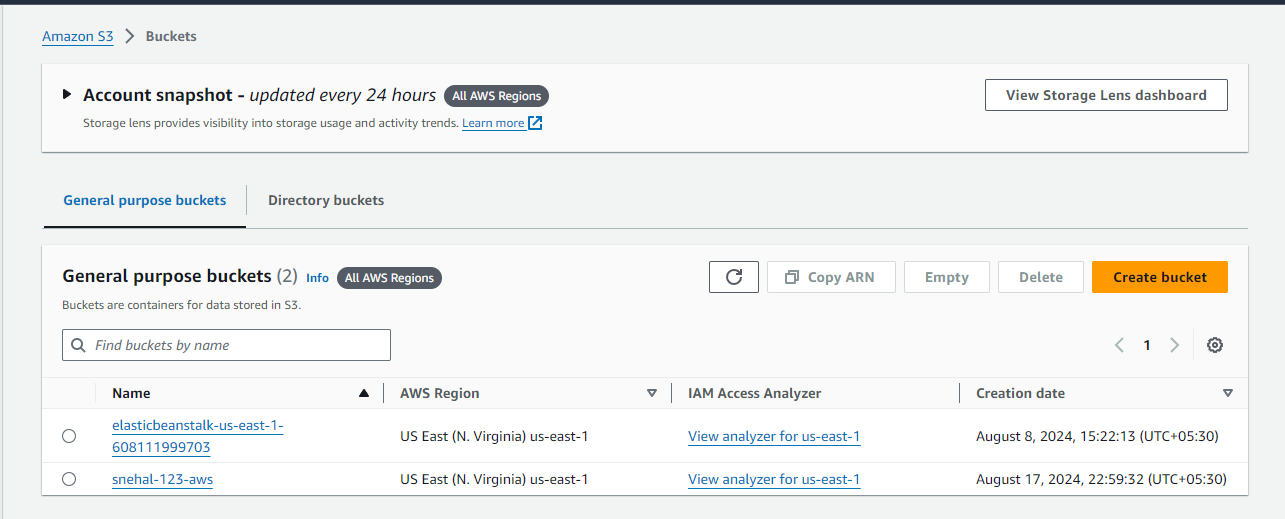 Amazon S3 > Buckets
Account snapshot - updated every 24 hours All AWS Regions
View Storage Lens dashboard
Storage lens provides visibility into storage usage and activity trends. Learn more
General purpose buckets
Directory buckets
General purpose buckets (2) Info All AWS Regions
Copy ARN
Empty
Delete
Create bucket
Buckets are containers for data stored in S3.
Find buckets by name
1
Name
AWS Region
IAM Access Analyzer
Creation date
elasticbeanstalk-us-east-1-
608111999703
US East (N. Virginia) us-east-1
View analyzer for us-east-1
August 8, 2024, 15:22:13 (UTC+05:30)
snehal-123-aws
US East (N. Virginia) us-east-1
View analyzer for us-east-1
August 17, 2024, 22:59:32 (UTC+05:30)